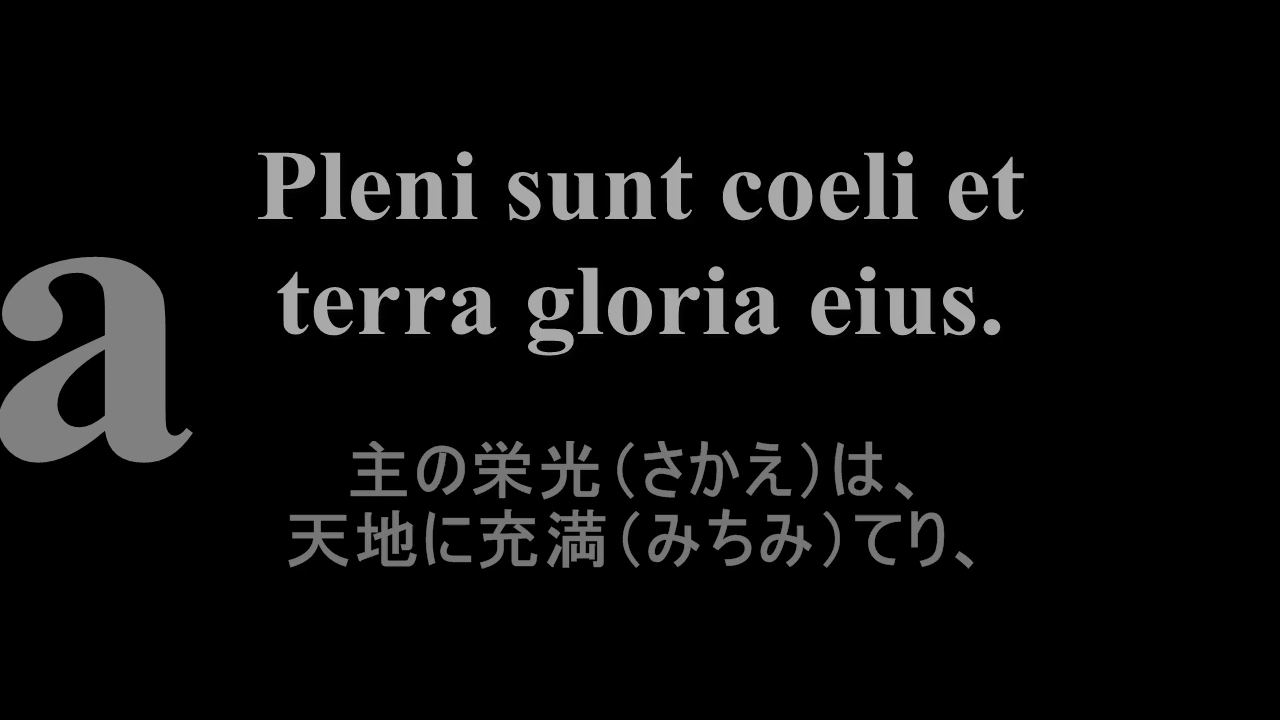 Pleni sunt coeli et
terra gloria eius.
a
主の栄光（さかえ）は、
天地に充満（みちみ）てり、